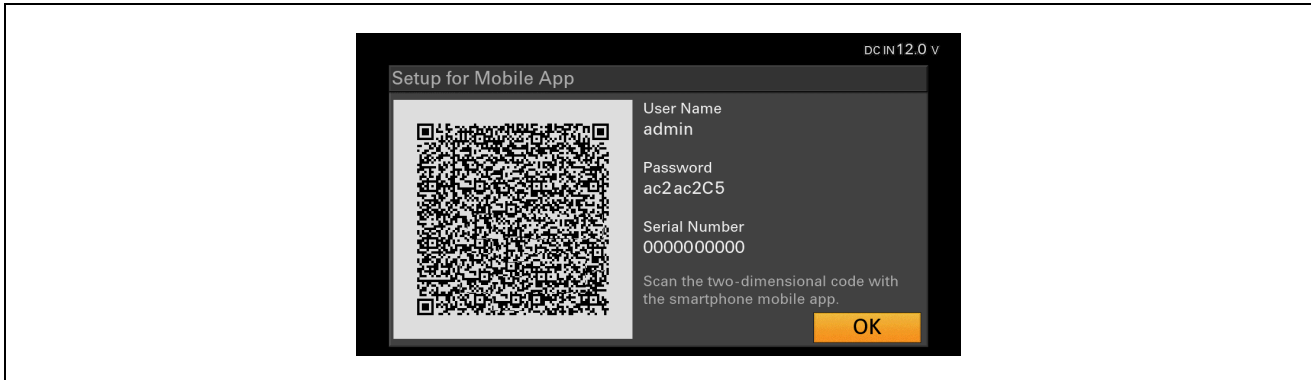 DC IN 12.0 V
Setup for Mobile App
User Name
admin
Password
ac2ac2C5
Serial Number
0000000000
Scan the two-dimensional code with
the smartphone mobile app.
OK